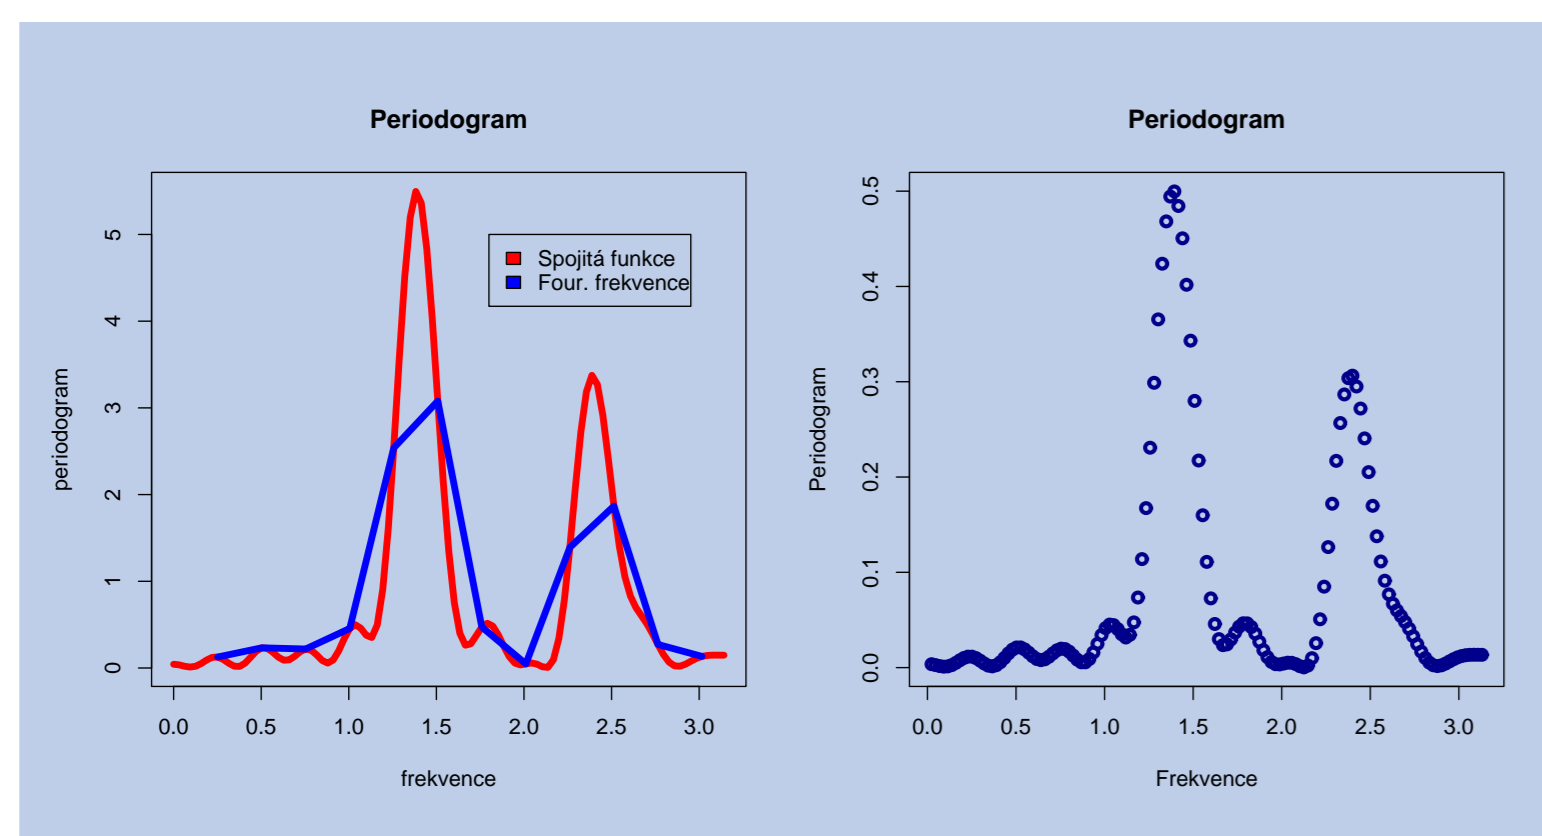 Periodogram
periodogram
5
4
3
2
1
0
Spojitá funkce
Four. frekvence
0.0 0.5 1.0 1.5 2.0 2.5 3.0
frekvence
Periodogram
Periodogram
0.5
0.4
0.3
0.2
0.1
0.0
0.0 0.5 1.0 1.5 2.0 2.5 3.0
Frekvence